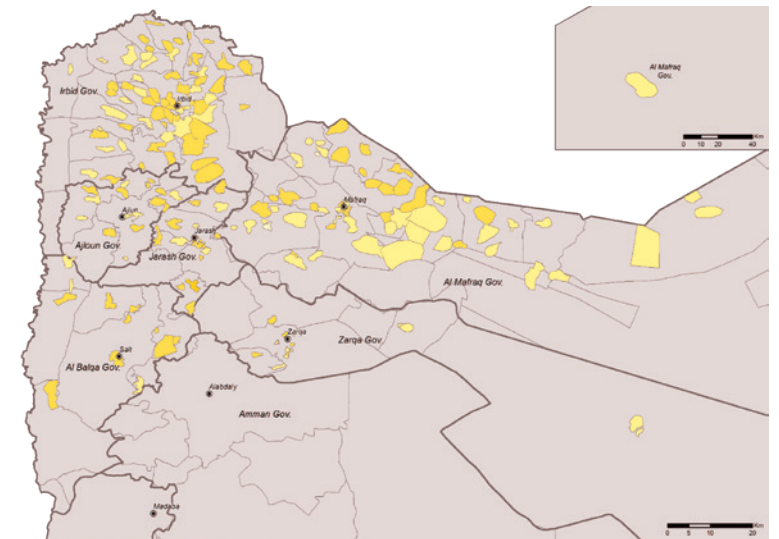 Al Mafraq
Gov.
Km
0 10 20 40
Irbid Gov.
Irbid
Ajlun
Mafraq
Jarash
Ajloun Gov.
Jarash Gov.
Al Mafraq Gov.
Zarqa
Zarqa Gov.
Salt
Al Balqa Gov.
Alabdaly
Amman Gov.
Madaba
Km
0 5 10 20